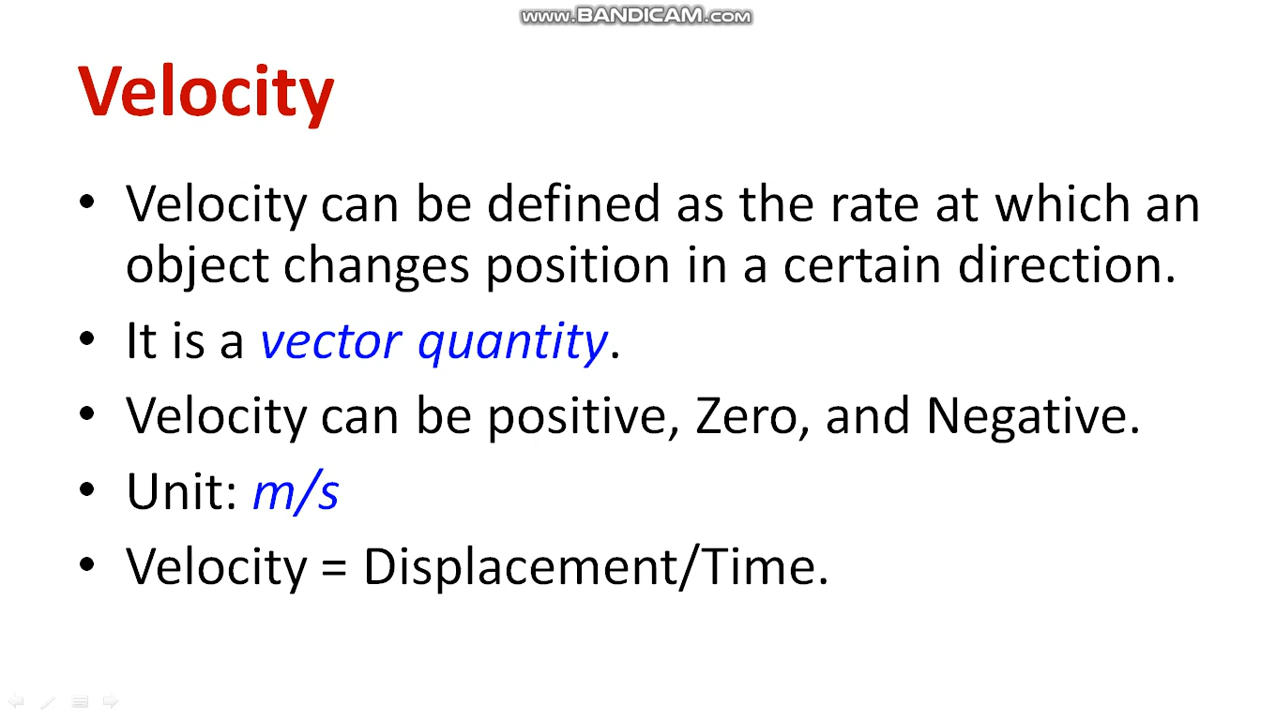 www.BANDICAM.com
Velocity
• Velocity can be defined as the rate at which an
object changes position in a certain direction.
• It is a vector quantity.
• Velocity can be positive, Zero, and Negative.
• Unit: m/s
• Velocity = Displacement/Time.